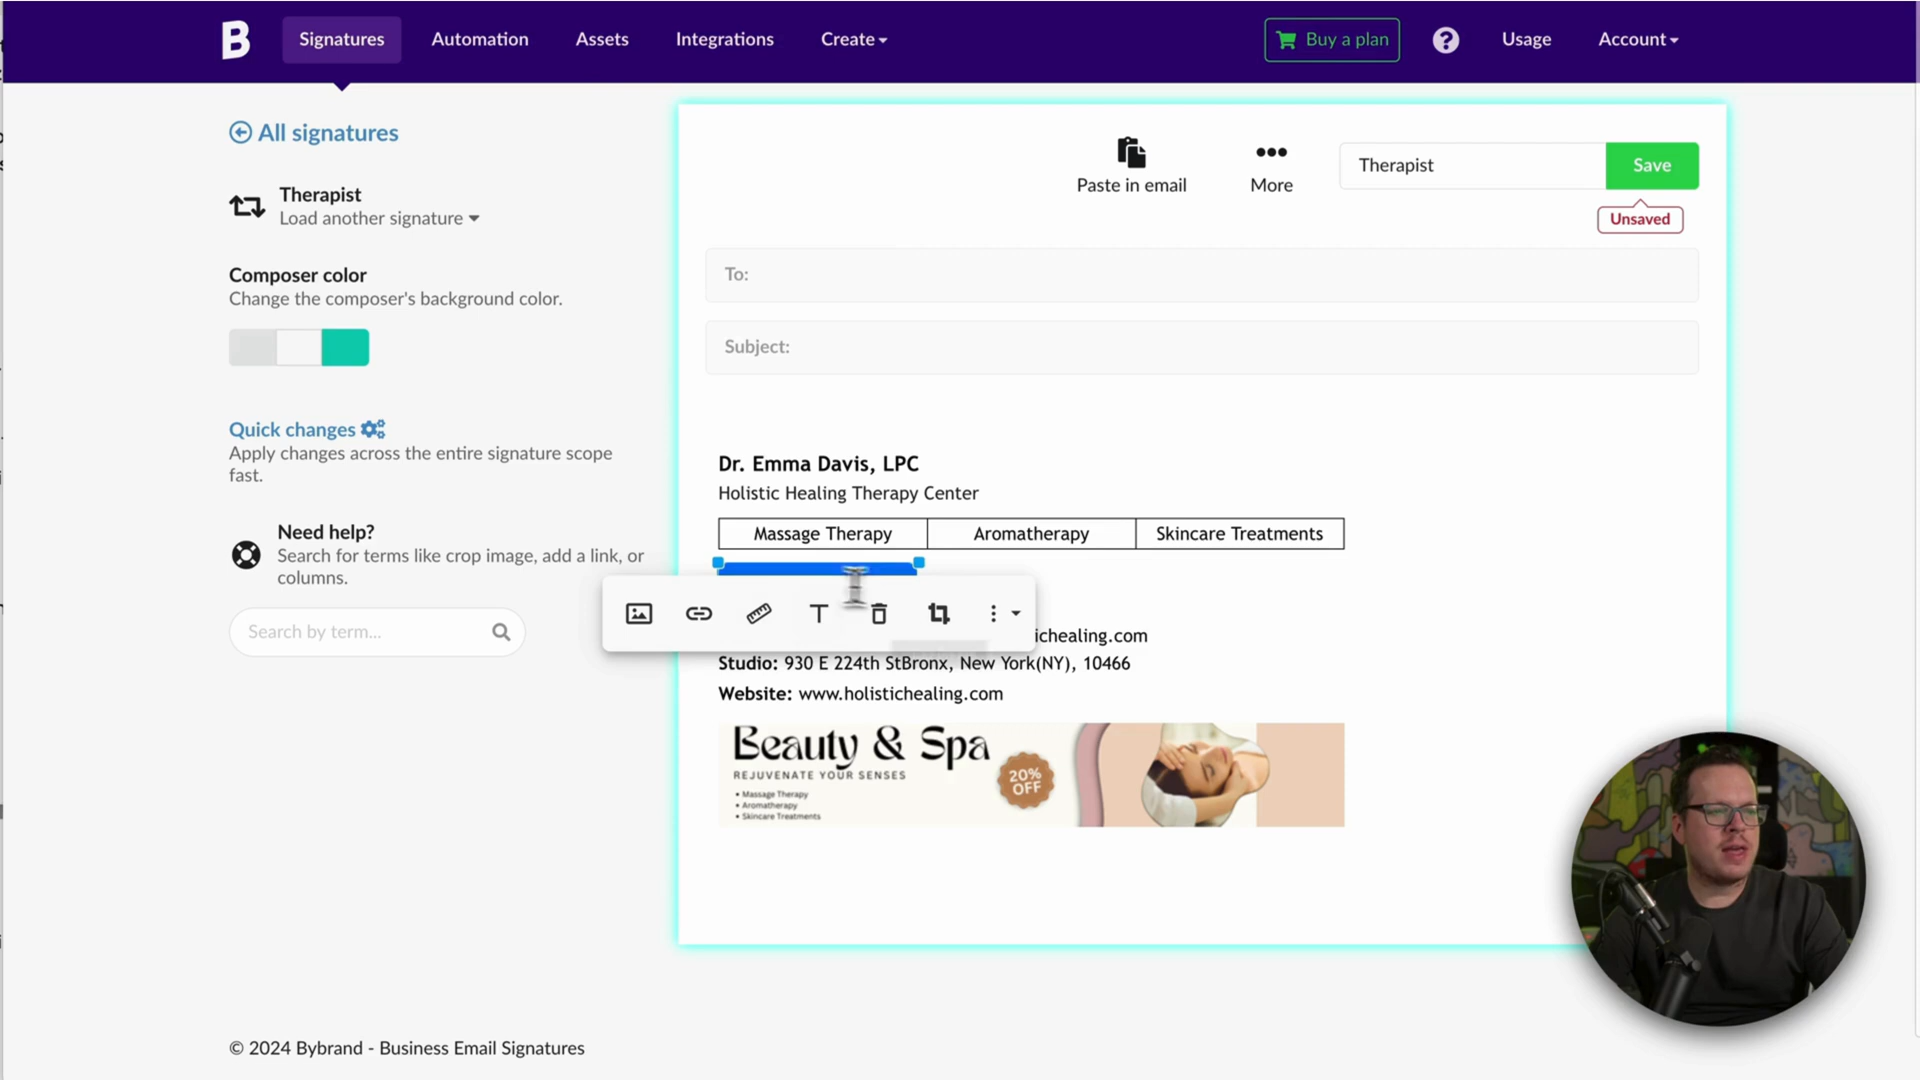 B Signatures Automation Assets Integrations Create Buy a plan ? Usage Account
All signatures
Therapist
Load another signature
Composer color
Change the composer's background color.
Quick changes
Apply changes across the entire signature scope
fast.
Need help?
Search for terms like crop image, add a link, or
columns.
Search by term...
Paste in email
More
Therapist
Save
Unsaved
To:
Subject:
Dr. Emma Davis, LPC
Holistic Healing Therapy Center
Massage Therapy Aromatherapy Skincare Treatments
T
ichealing.com
Studio: 930 E 224th StBronx, New York(NY), 10466
Website: www.holistichealing.com
Beauty & Spa
REJUVENATE YOUR SENSES
• Massage Therapy
• Aromatherapy
• Skincare Treatments
20%
OFF
© 2024 Bybrand - Business Email Signatures